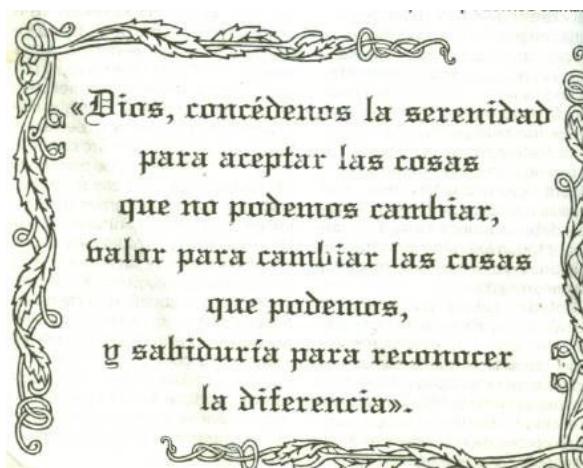 «Dios, concédenos la serenidad
para aceptar las cosas
que no podemos cambiar,
valor para cambiar las cosas
que podemos,
y sabiduría para reconocer
la diferencia».